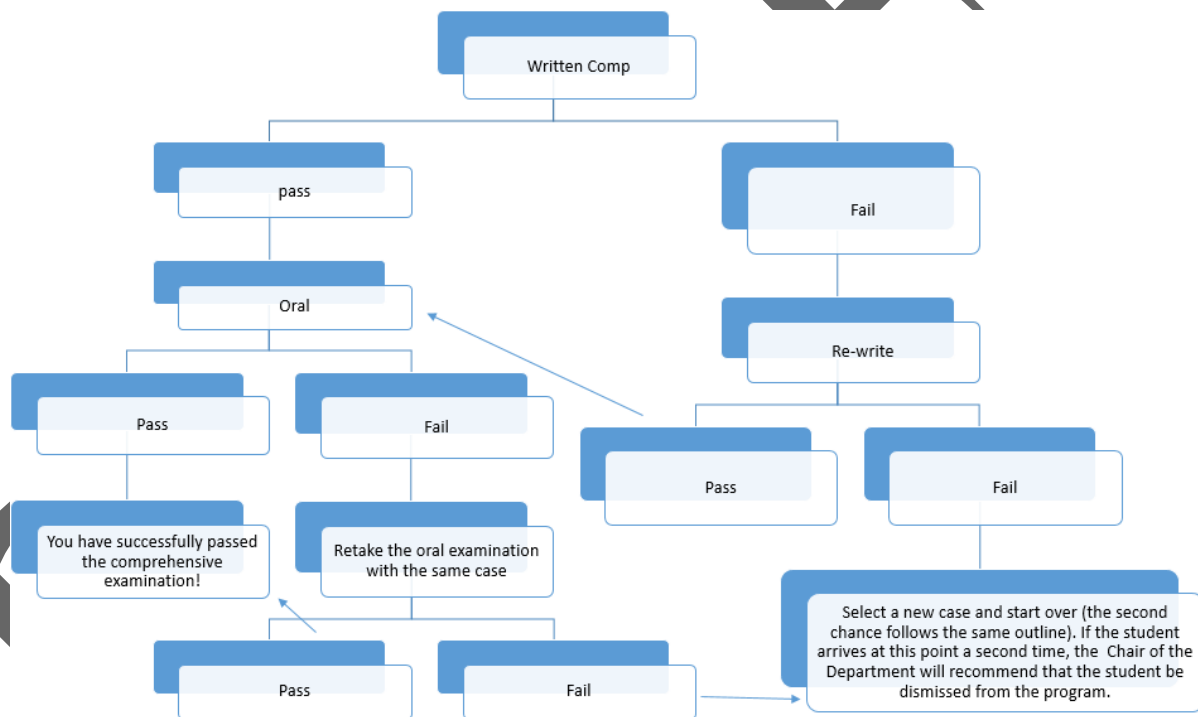 Written Comp
pass
Fail
Oral
Re-write
Pass
Fail
Pass
Fail
You have successfully passed
the comprehensive
examination!
Retake the oral examination
with the same case
Select a new case and start over (the second
chance follows the same outline). If the student
arrives at this point a second time, the Chair of the
Department will recommend that the student be
dismissed from the program.
Pass
Fail